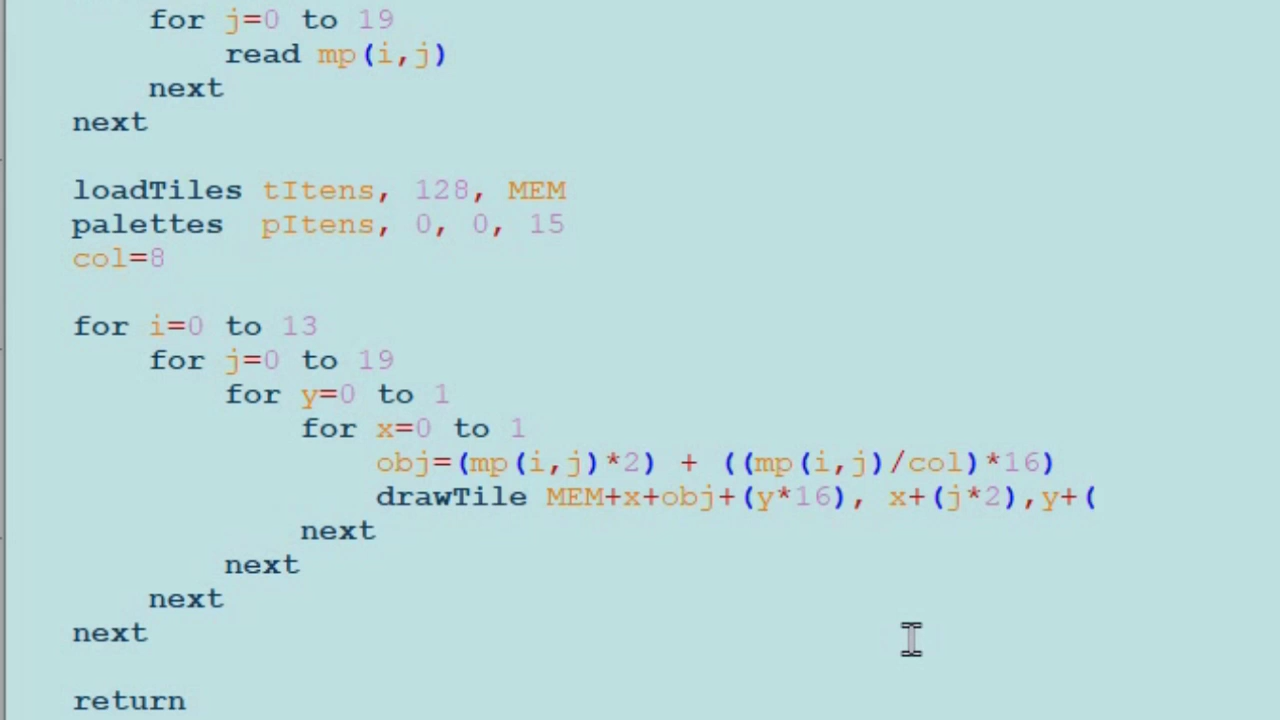 for j=0 to 19
read mp(i,j)
next
next
loadTiles tItens, 128, MEM
palettes pItens, 0, 0, 15
col=8
for i=0 to 13
for j=0 to 19
for y=0 to 1
for x=0 to 1
obj=(mp(i,j)*2) + ((mp(i,j)/col)*16)
drawTile MEM+x+obj+(y*16), x+(j*2),y+(
next
next
next
next
return